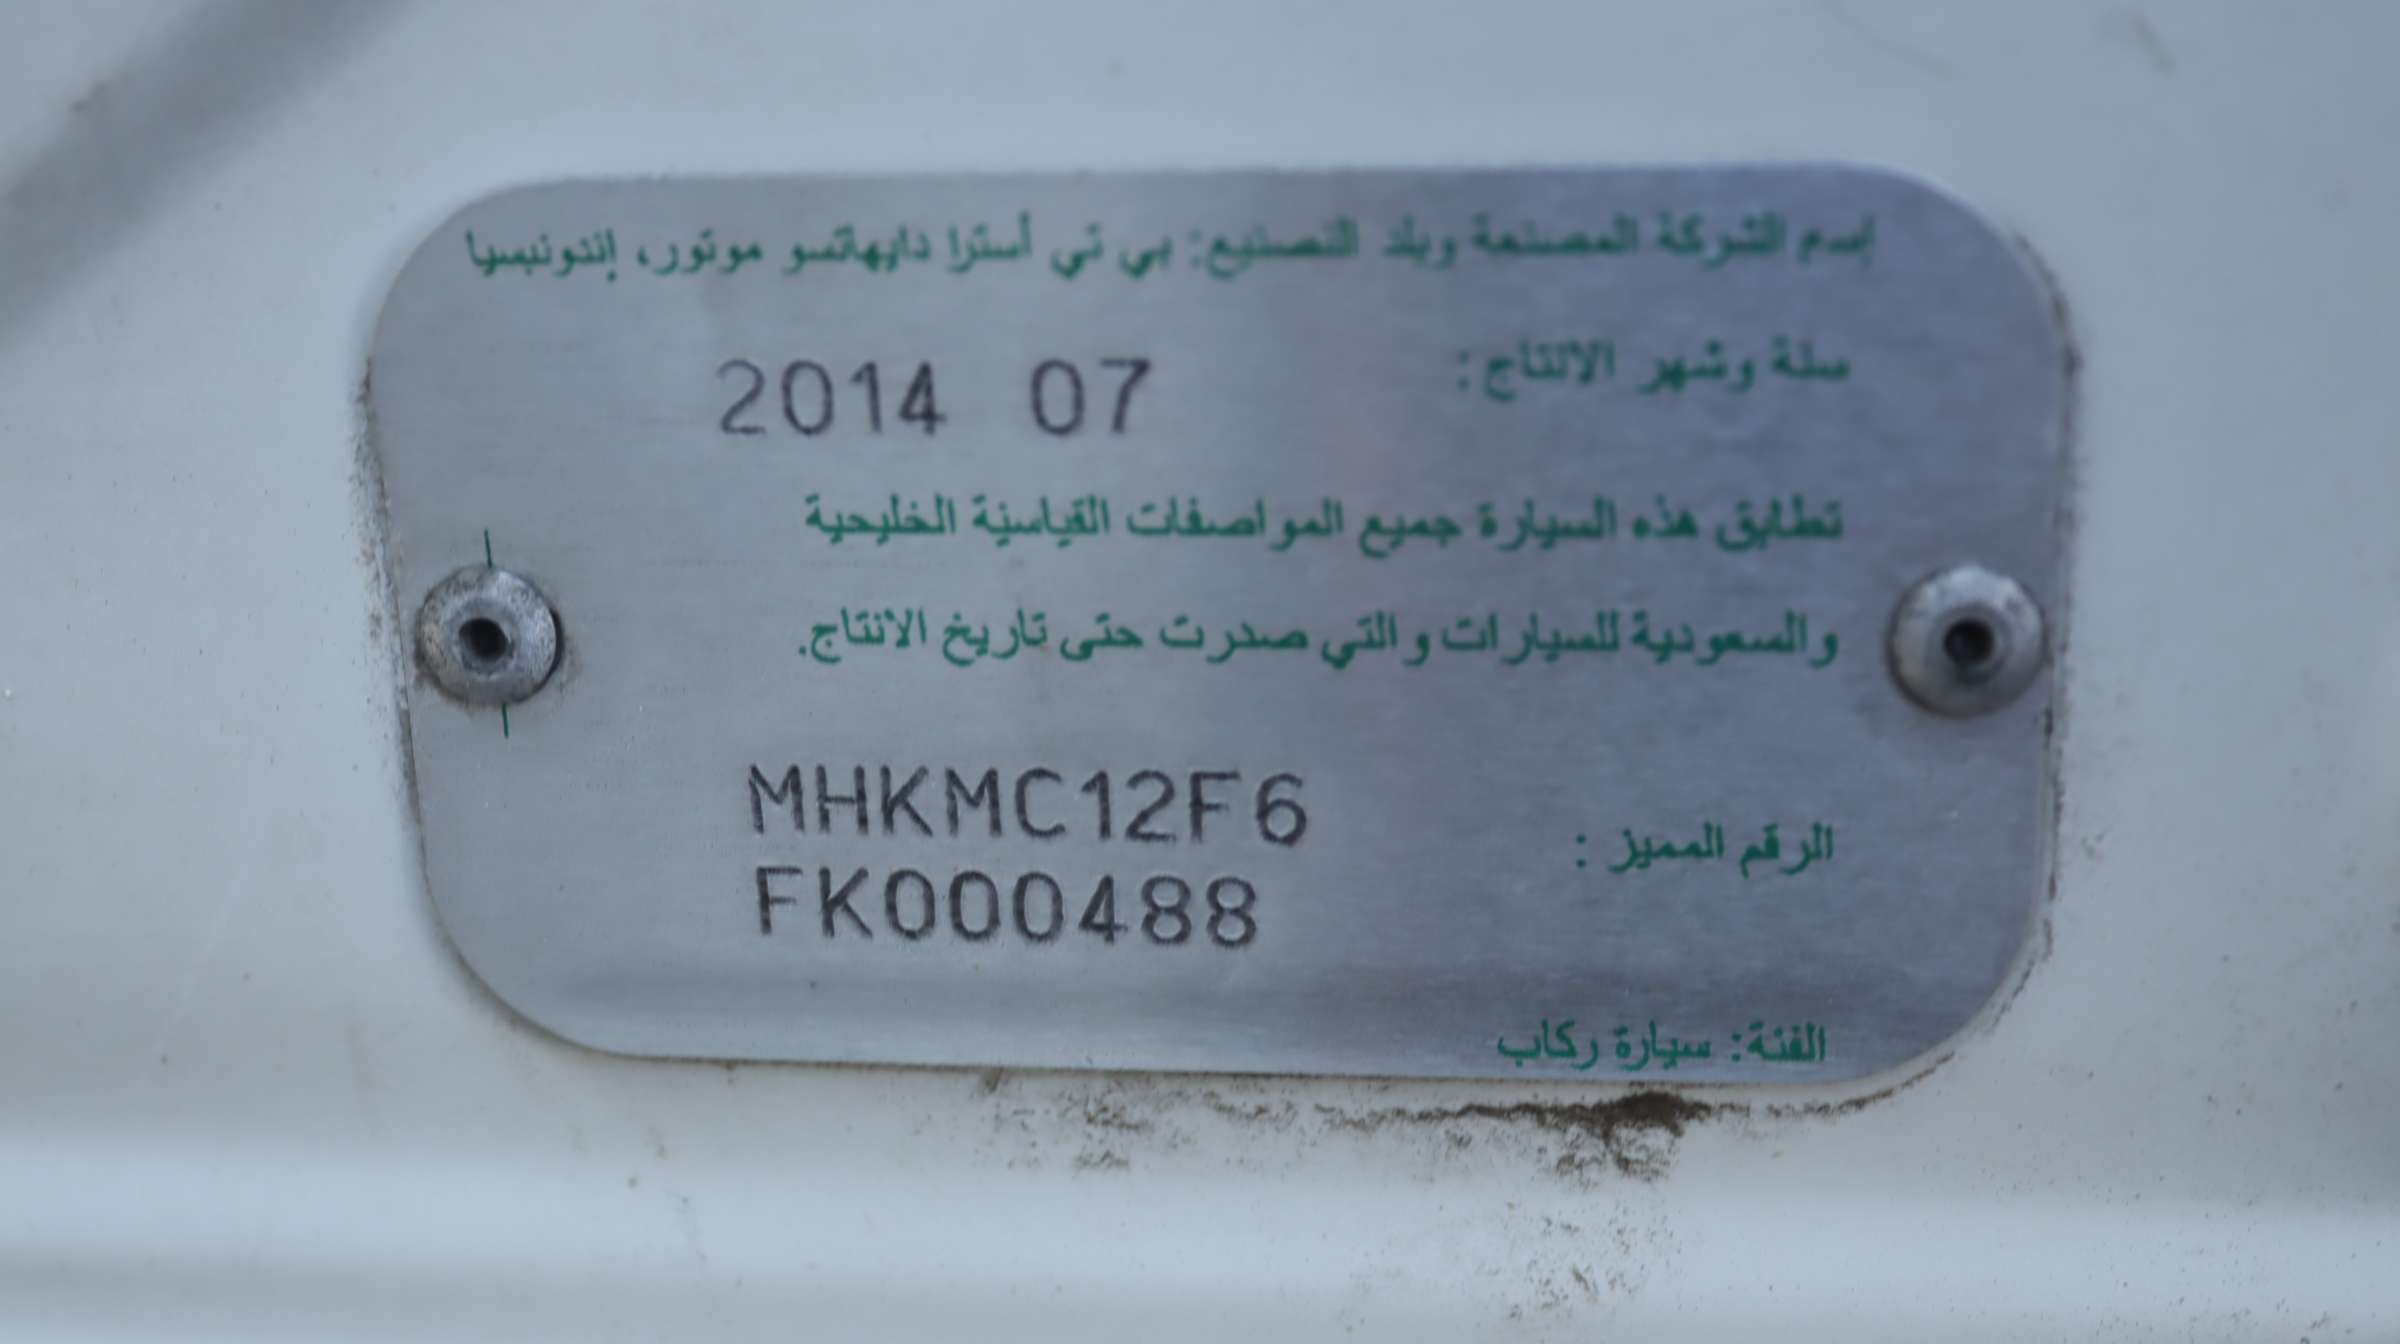 إسم الشركة المصنعة وبلد التصنيع: بي تي أسترا دايهاتسو موتور، إندونيسيا
سنة وشهر الانتاج: 2014 07
تطابق هذه السيارة جميع المواصفات القياسية الخليجية
والسعودية للسيارات والتي صدرت حتى تاريخ الانتاج.
الرقم المميز: MHKMC12F6
FK000488
الفئة: سيارة ركاب